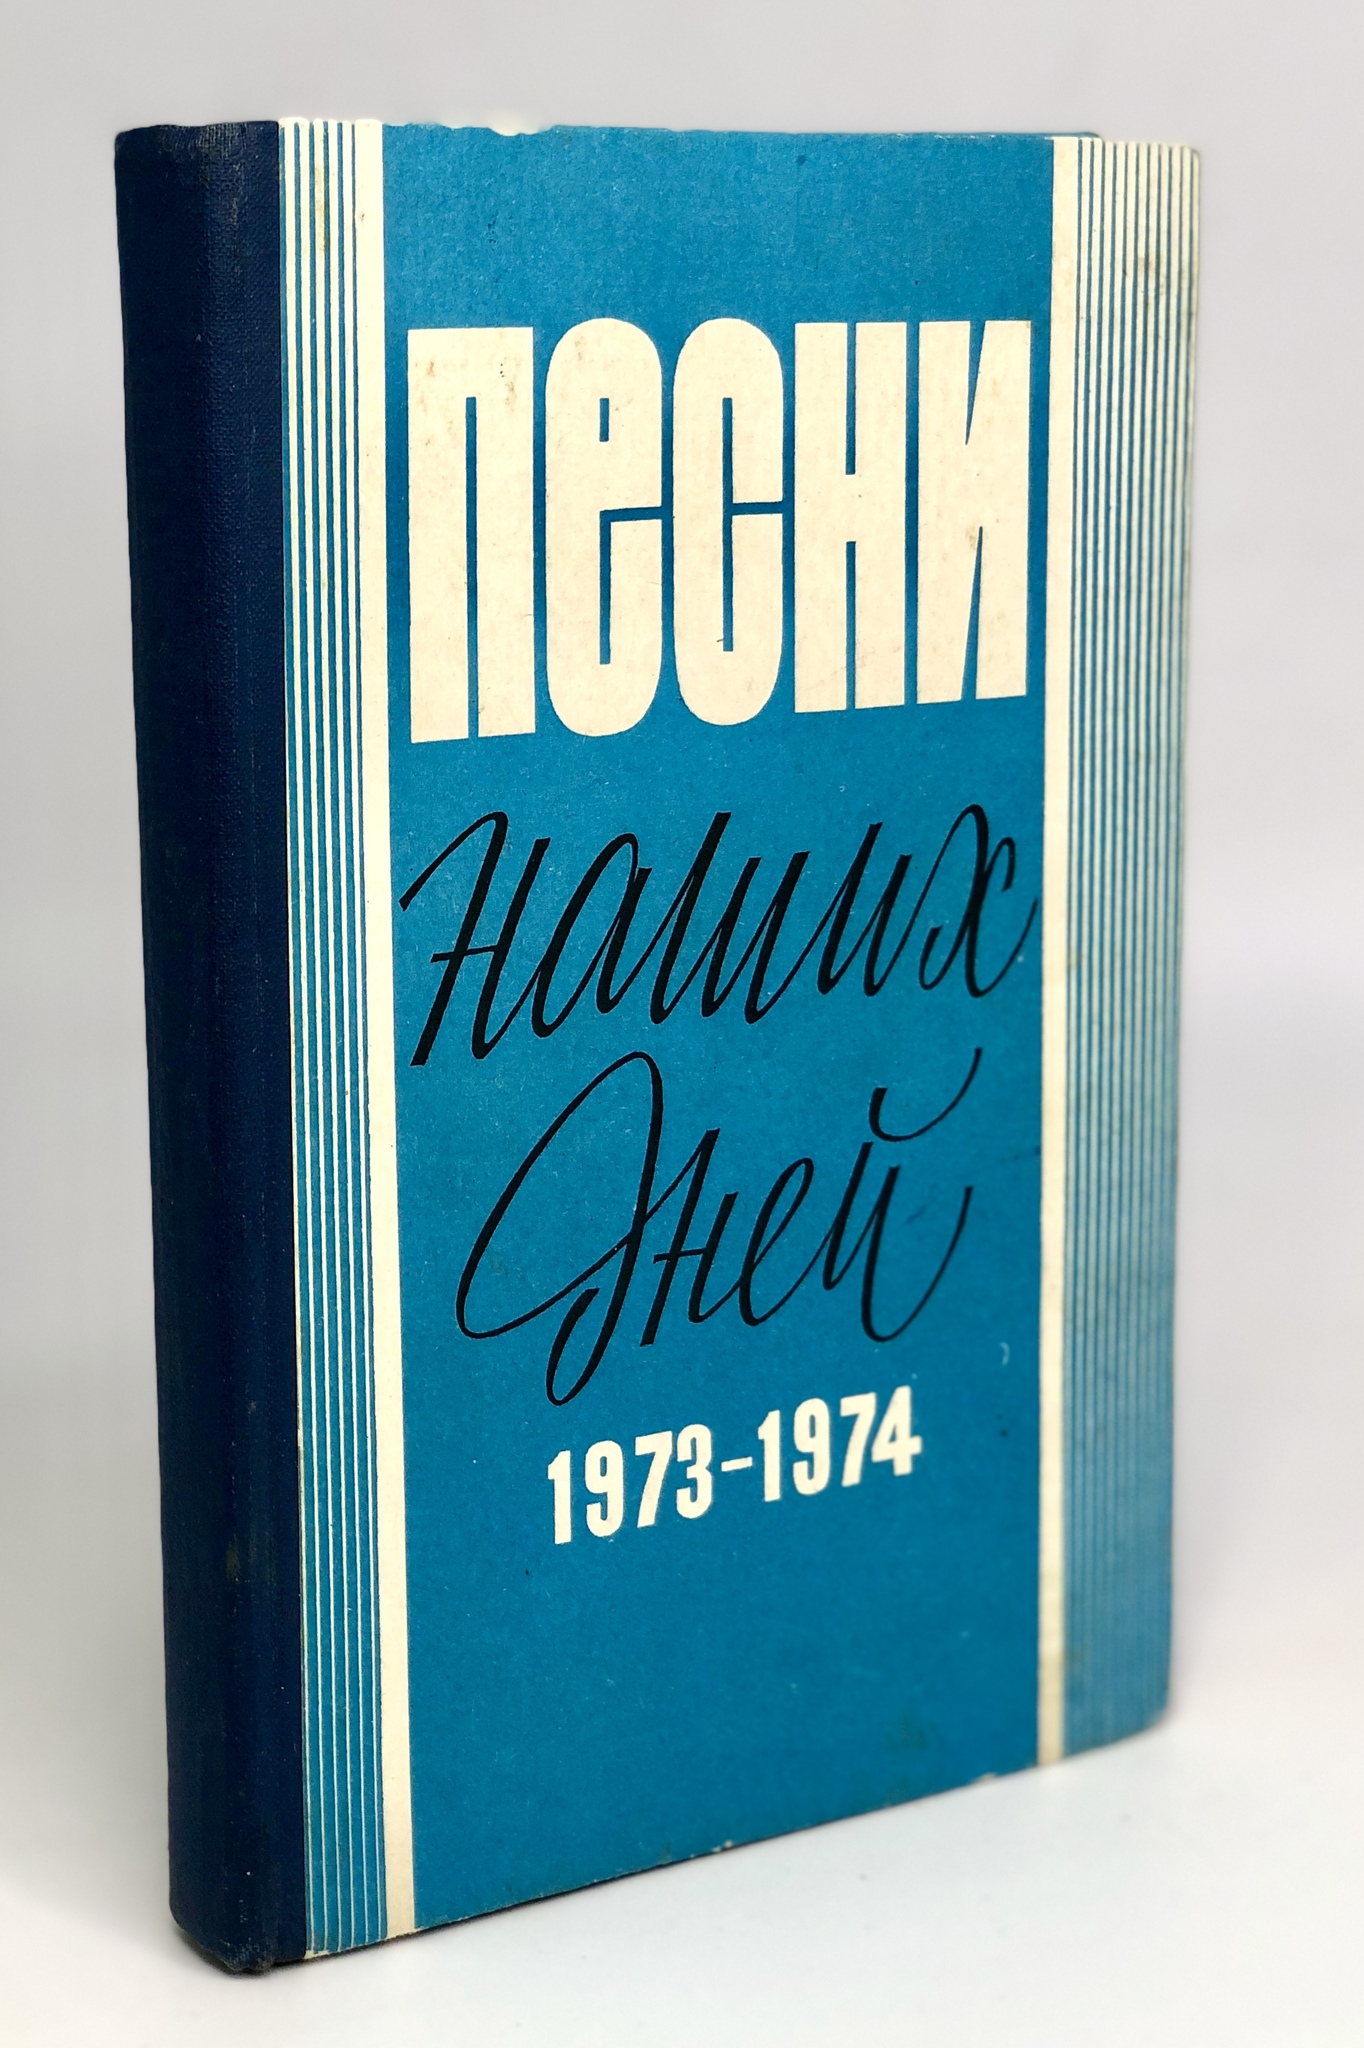 песни
наших
дней
1973-1974